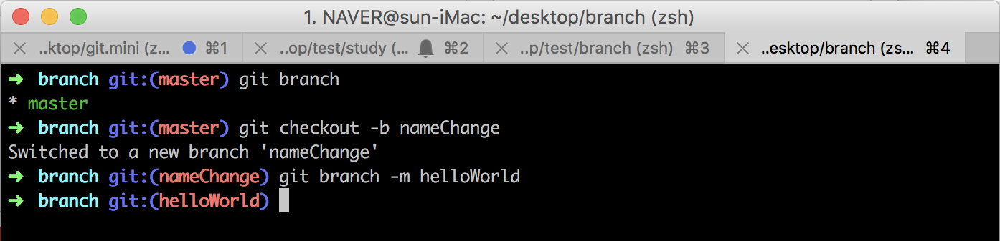 1. NAVER@sun-iMac: ~/desktop/branch (zsh)
..ktop/git.mini (z... ⌘1 ..op/test/study (... ⌘2 ..p/test/branch (zsh) ⌘3 ..esktop/branch (zs... ⌘4
➜ branch git:(master) git branch
* master
➜ branch git:(master) git checkout -b nameChange
Switched to a new branch 'nameChange'
➜ branch git:(nameChange) git branch -m helloWorld
➜ branch git:(helloWorld)